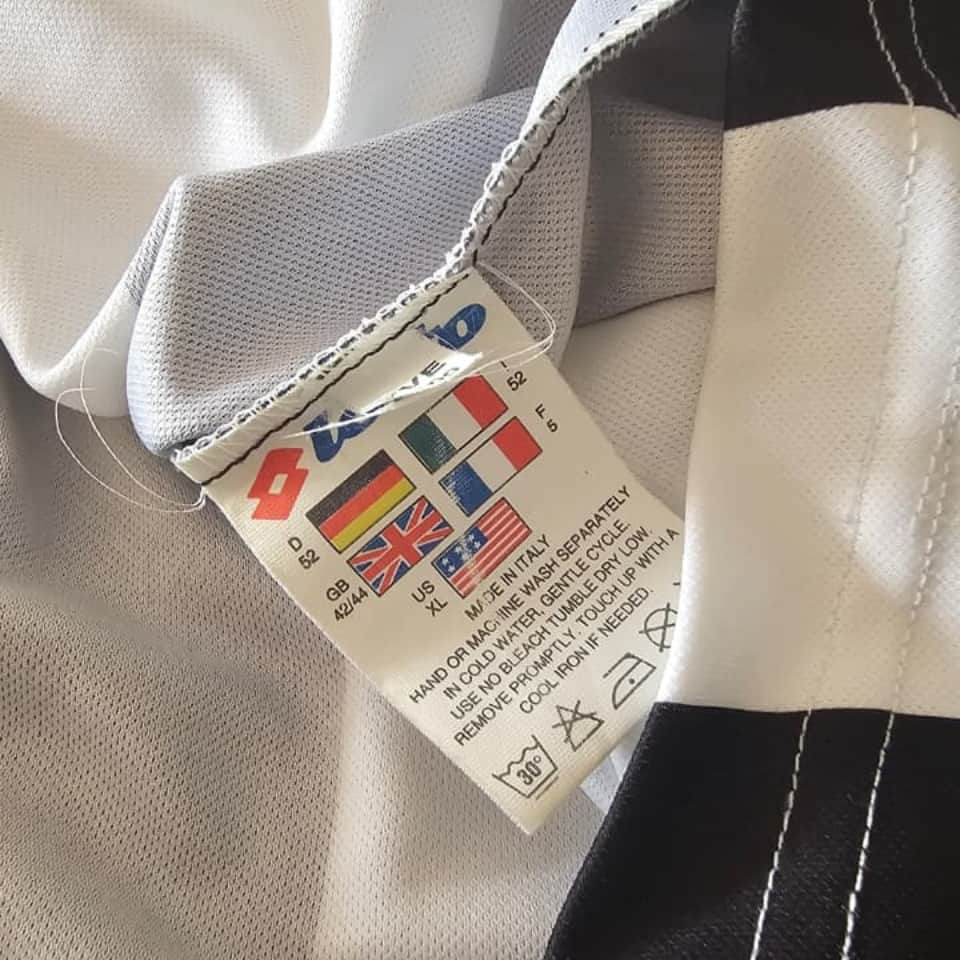 D
52
GB
42/44
US
XL
52
F
5
MADE IN ITALY
HAND OR MACHINE WASH SEPARATELY
IN COLD WATER, GENTLE CYCLE.
USE NO BLEACH TUMBLE DRY LOW.
REMOVE PROMPTLY. TOUCH UP WITH A
COOL IRON IF NEEDED.
30°